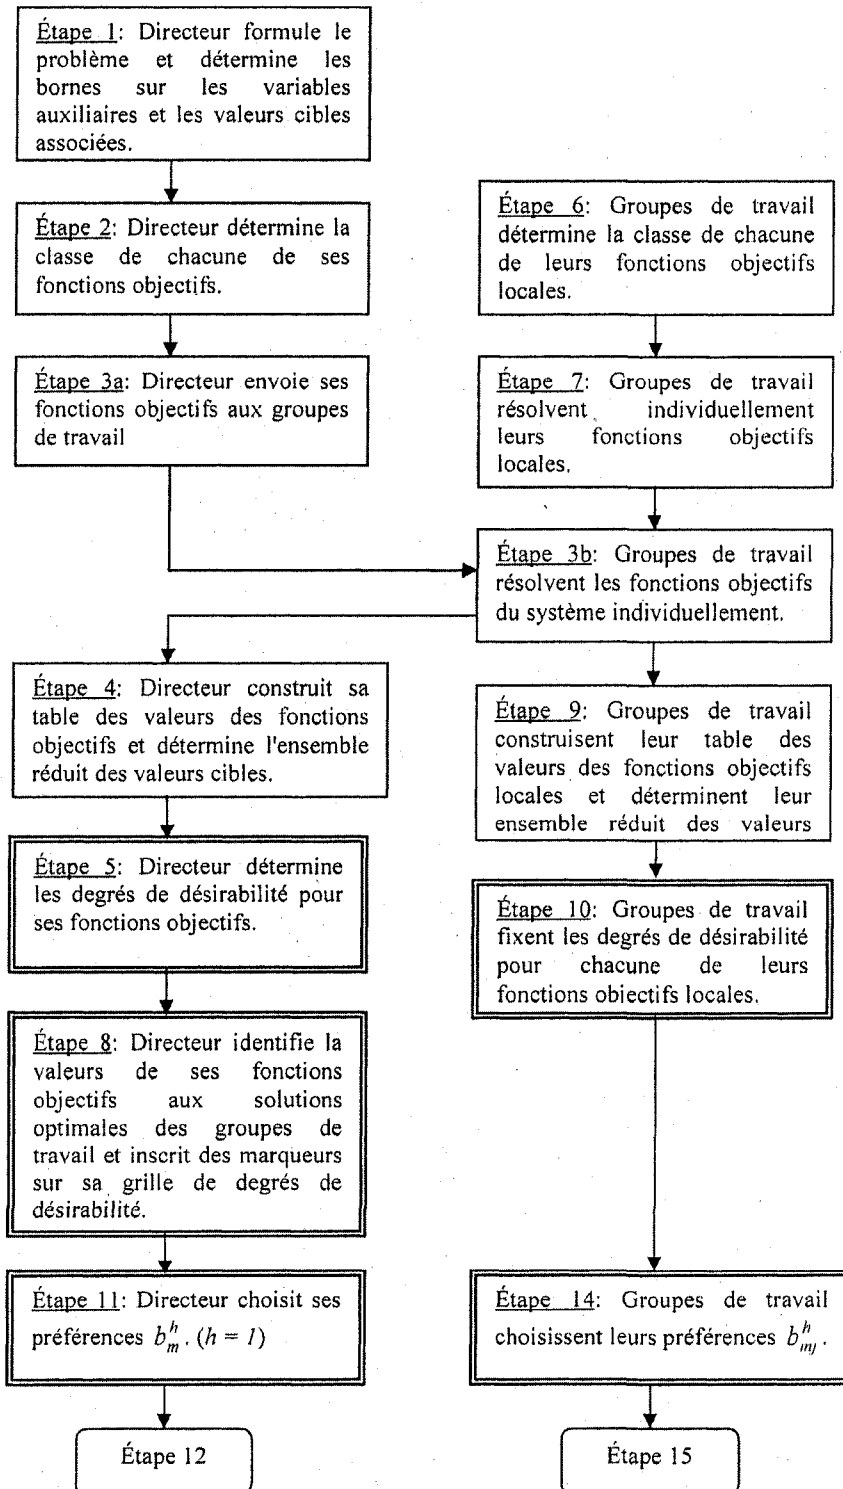 Étape 1: Directeur formule le
problème et détermine les
bornes sur les variables
auxiliaires et les valeurs cibles
associées.
Étape 2: Directeur détermine la
classe de chacune de ses
fonctions objectifs.
Étape 3a: Directeur envoie ses
fonctions objectifs aux groupes
de travail
Étape 6: Groupes de travail
détermine la classe de chacune
de leurs fonctions objectifs
locales.
Étape 7: Groupes de travail
résolvent individuellement
leurs fonctions objectifs
locales.
Étape 3b: Groupes de travail
résolvent les fonctions objectifs
du système individuellement.
Étape 4: Directeur construit sa
table des valeurs des fonctions
objectifs et détermine l'ensemble
réduit des valeurs cibles.
Étape 9: Groupes de travail
construisent leur table des
valeurs des fonctions objectifs
locales et déterminent leur
ensemble réduit des valeurs
Étape 5: Directeur détermine
les degrés de désirabilité pour
ses fonctions objectifs.
Étape 10: Groupes de travail
fixent les degrés de désirabilité
pour chacune de leurs
fonctions objectifs locales.
Étape 8: Directeur identifie la
valeurs de ses fonctions
objectifs aux solutions
optimales des groupes de
travail et inscrit des marqueurs
sur sa grille de degrés de
désirabilité.
Étape 11: Directeur choisit ses
préférences $b_m^h$. (h = 1)
Étape 14: Groupes de travail
choisissent leurs préférences $b_{mj}^h$.
Étape 12
Étape 15